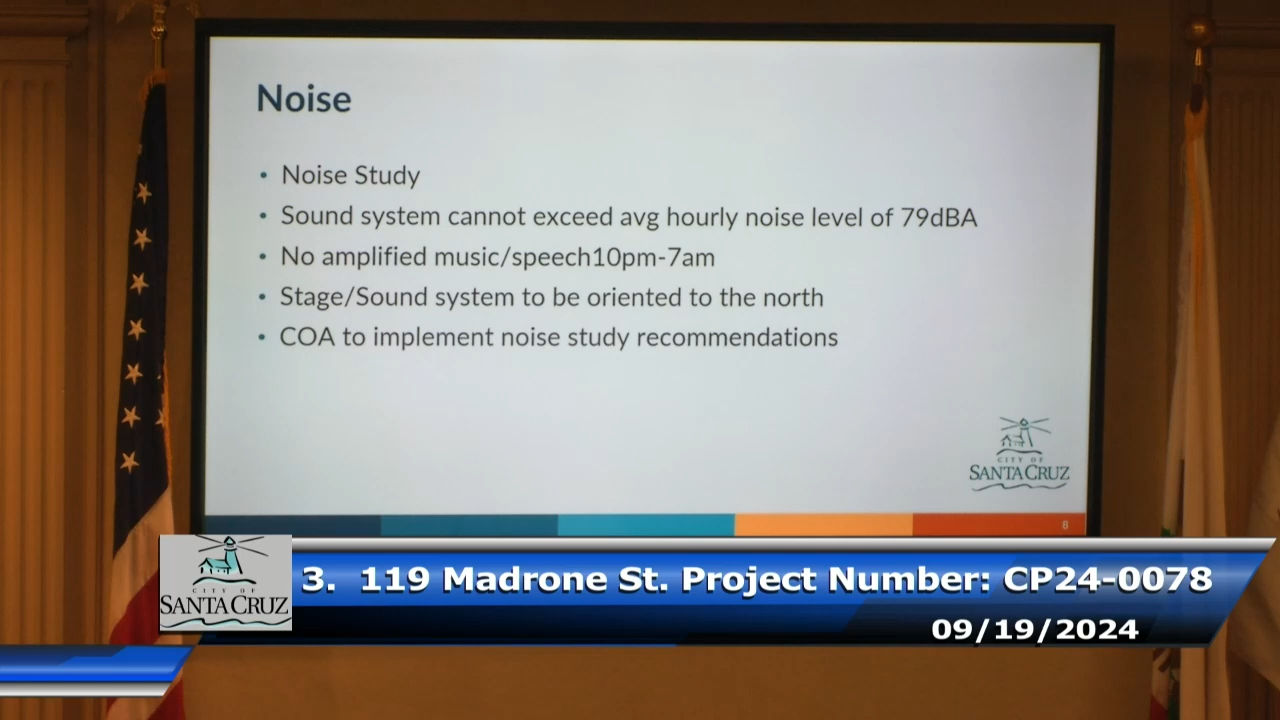 Noise
• Noise Study
• Sound system cannot exceed avg hourly noise level of 79dBA
• No amplified music/speech10pm-7am
• Stage/Sound system to be oriented to the north
• COA to implement noise study recommendations
CITY OF
SANTA CRUZ
8
CITY OF
SANTA CRUZ
3. 119 Madrone St. Project Number: CP24-0078
09/19/2024